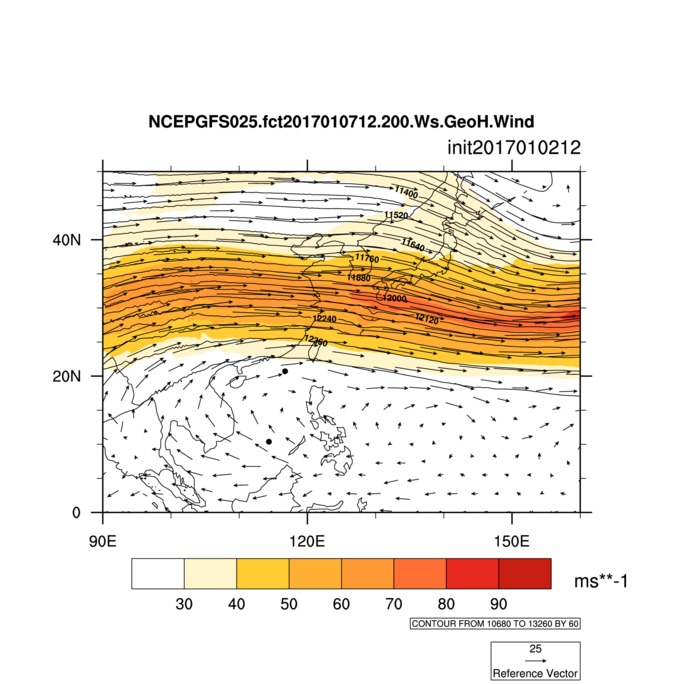 NCEPGFS025.fct2017010712.200.Ws.GeoH.Wind
init2017010212
11400
11520
40N
11640
11760
11880
12000
12240
12120
12360
20N
0
90E 120E 150E
ms**-1
30 40 50 60 70 80 90
CONTOUR FROM 10680 TO 13260 BY 60
25
Reference Vector